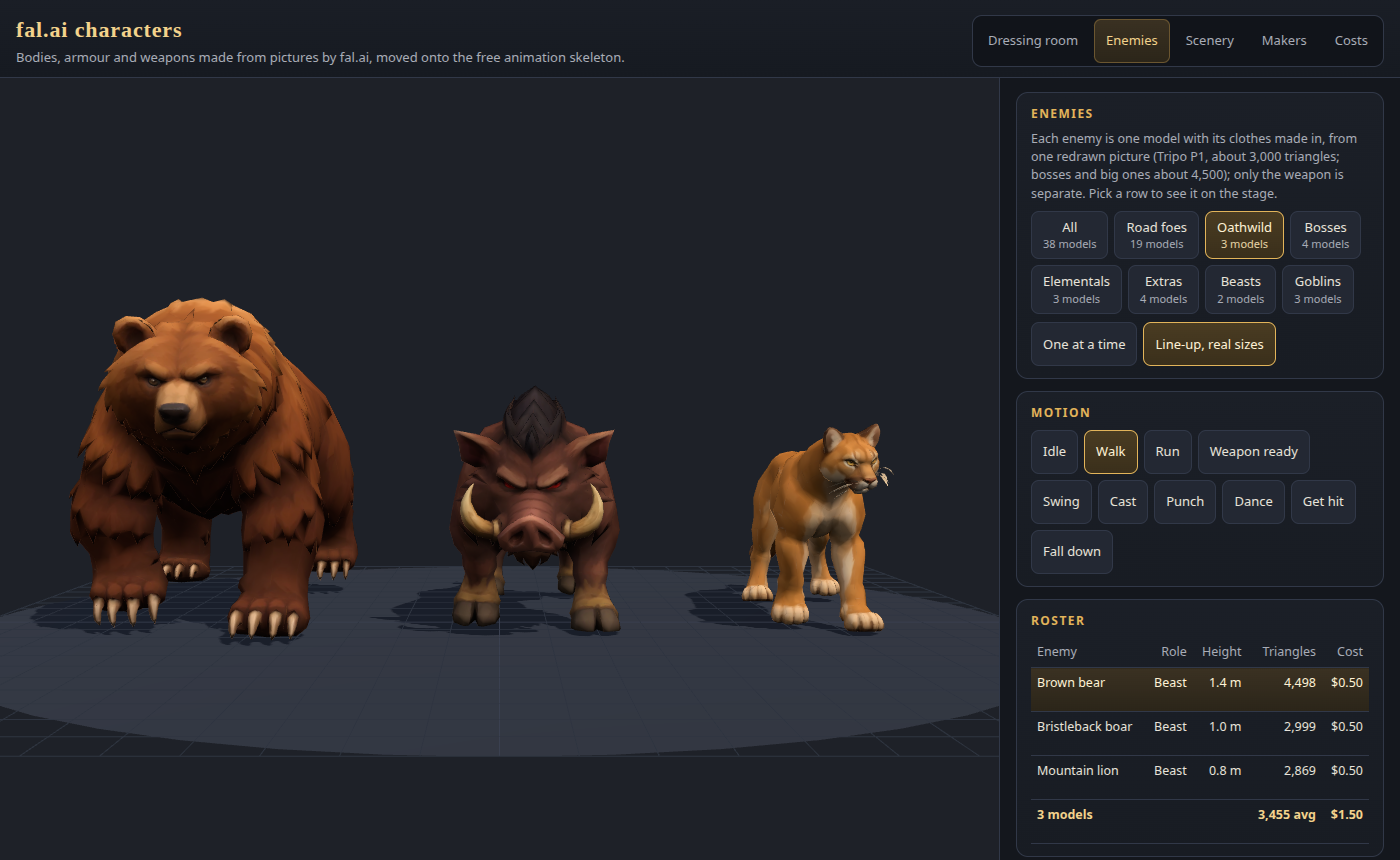 fal.ai characters
Bodies, armour and weapons made from pictures by fal.ai, moved onto the free animation skeleton.
Dressing room Enemies Scenery Makers Costs
ENEMIES
Each enemy is one model with its clothes made in, from
one redrawn picture (Tripo P1, about 3,000 triangles;
bosses and big ones about 4,500); only the weapon is
separate. Pick a row to see it on the stage.
All Road foes Oathwild Bosses
38 models 19 models 3 models 4 models
Elementals Extras Beasts Goblins
3 models 4 models 2 models 3 models
One at a time Line-up, real sizes
MOTION
Idle Walk Run Weapon ready
Swing Cast Punch Dance Get hit
Fall down
ROSTER
Enemy Role Height Triangles Cost
Brown bear Beast 1.4 m 4,498 $0.50
Bristleback boar Beast 1.0 m 2,999 $0.50
Mountain lion Beast 0.8 m 2,869 $0.50
3 models 3,455 avg $1.50